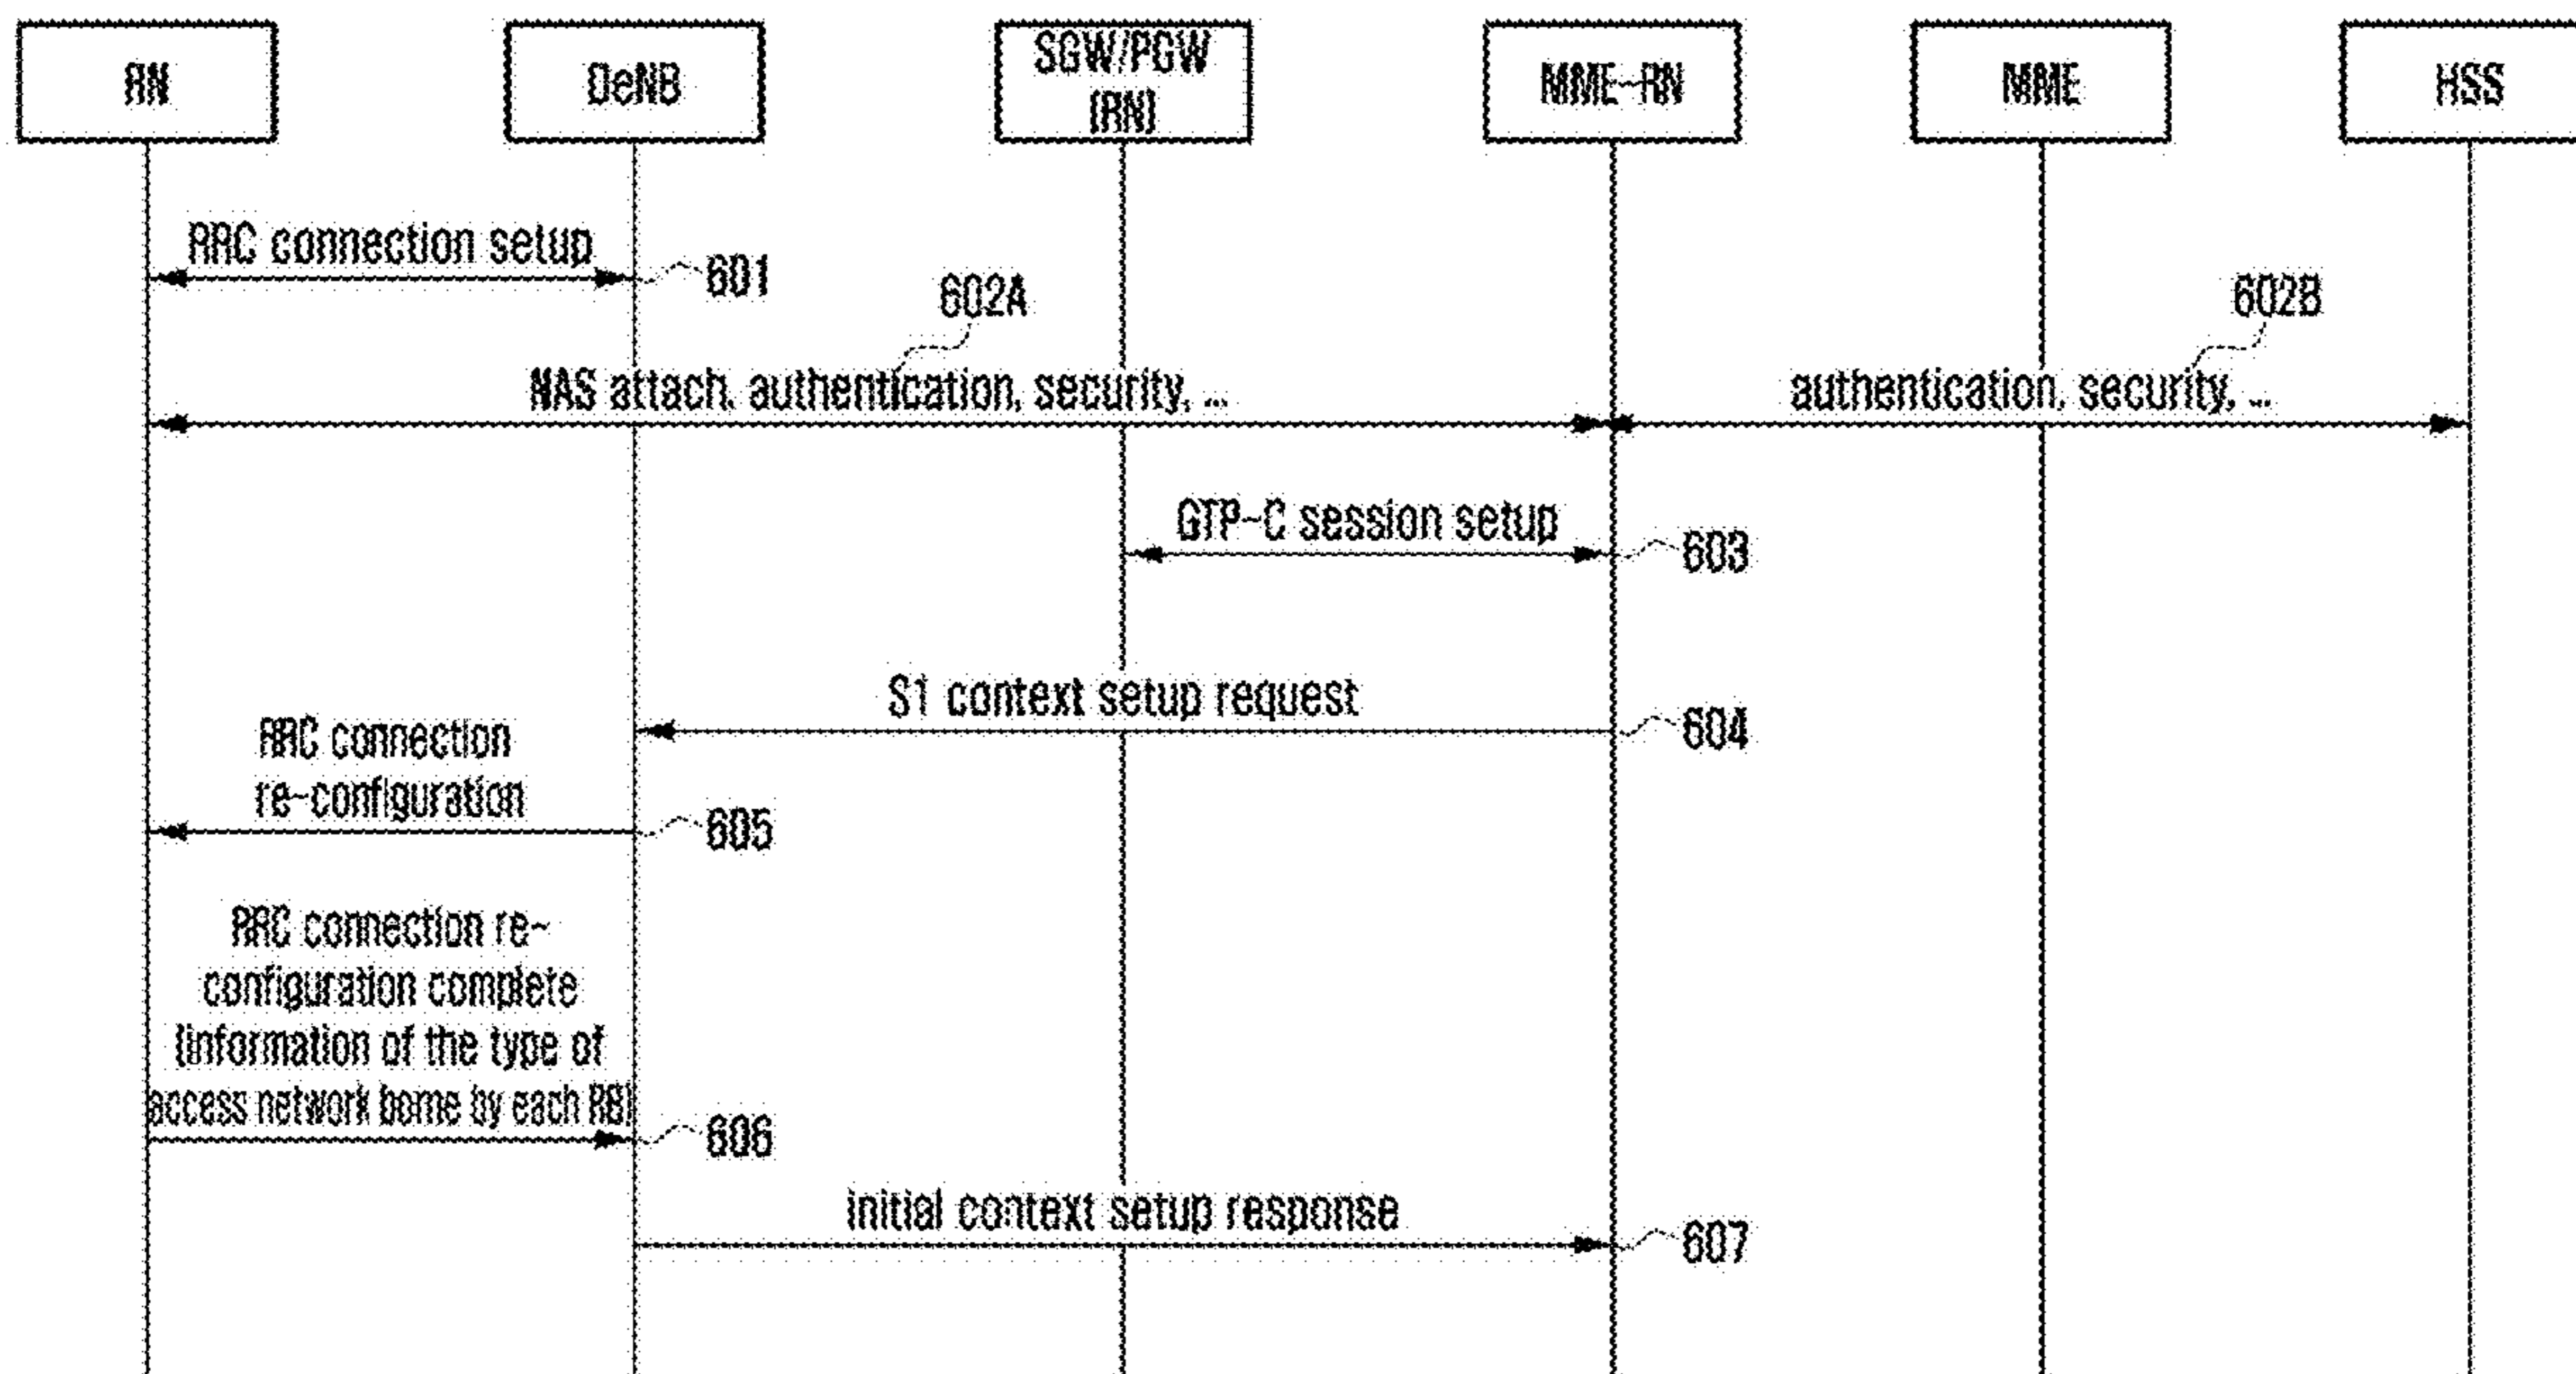 RN
DeNB
SGW/PGW
(RN)
MME-RN
MME
HSS
RRC connection setup
601
602A
602B
NAS attach, authentication, security, ...
authentication, security, ...
GTP-C session setup
603
S1 context setup request
604
RRC connection
re-configuration
605
RRC connection re-
configuration complete
(information of the type of
access network borne by each RB)
606
initial context setup response
607